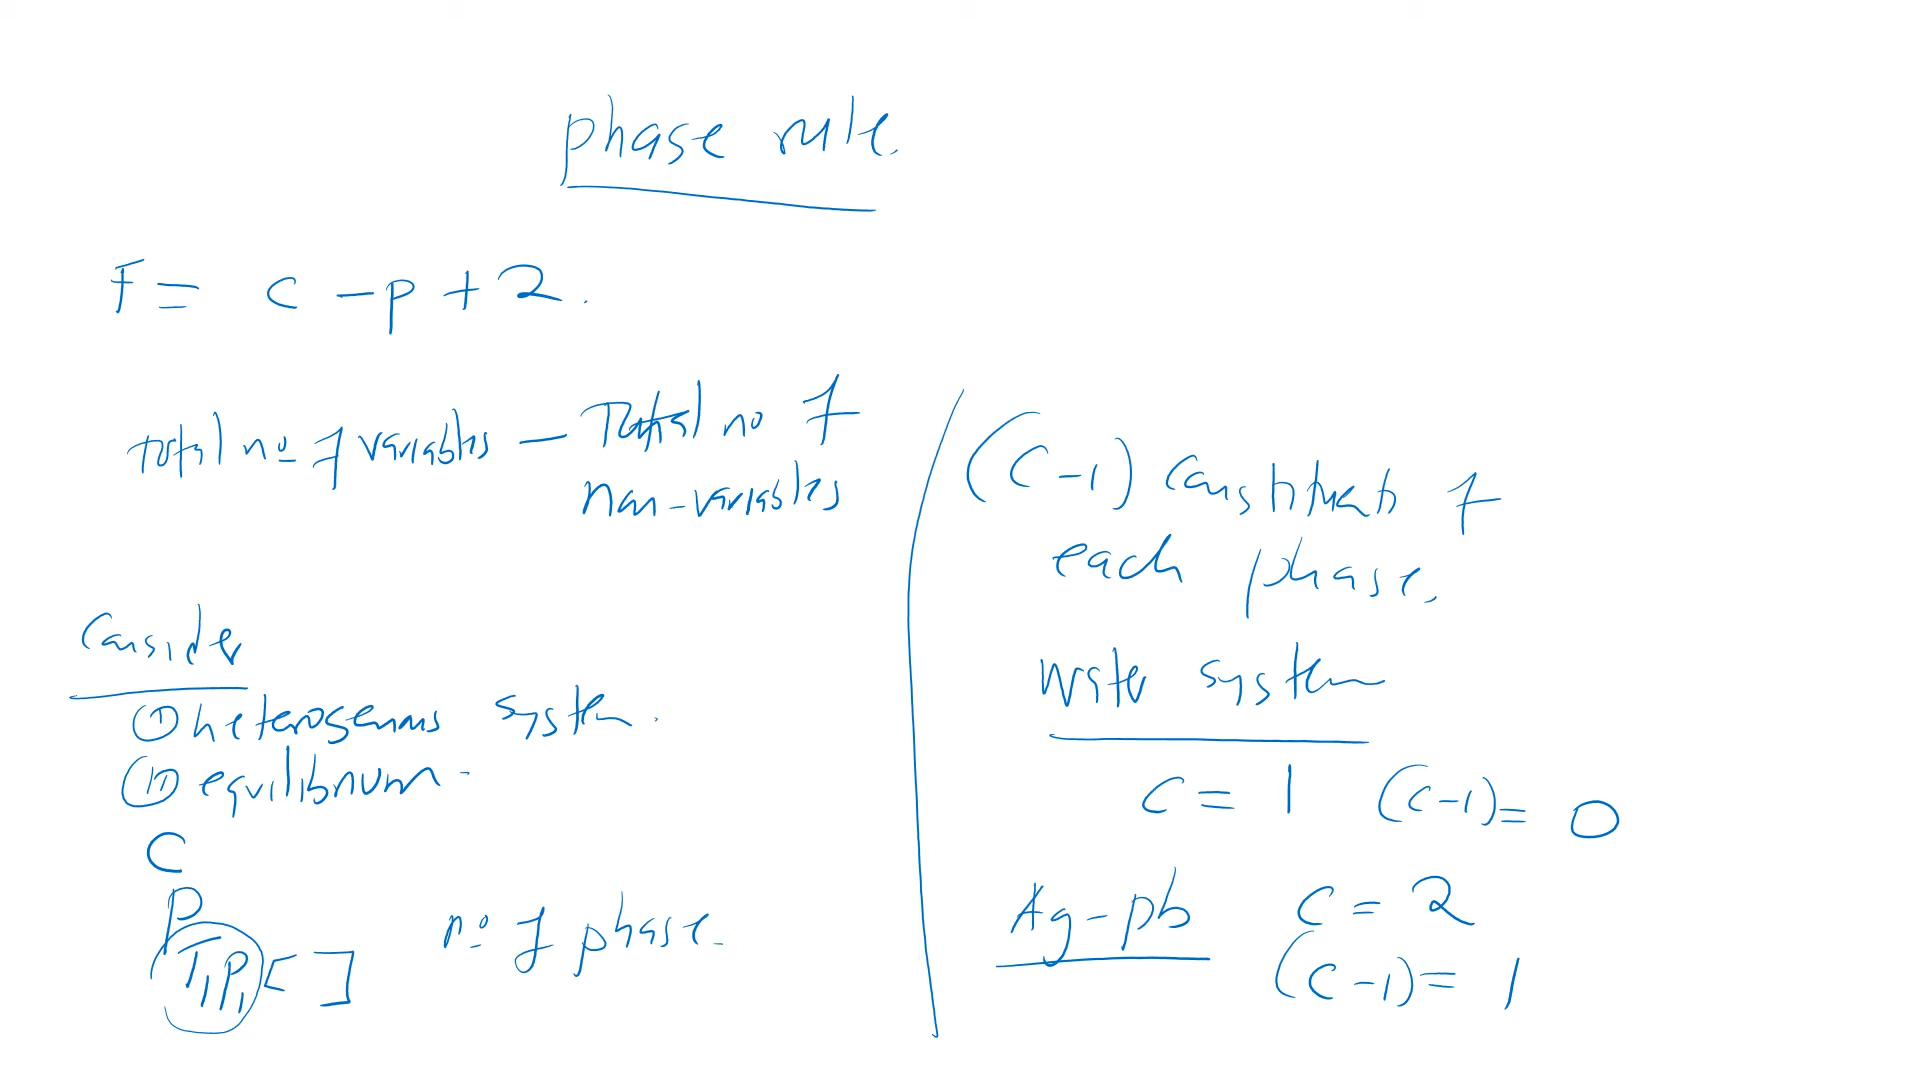 phase rule.
F = C - P + 2.
Total no of variables - Total no of
non-variables
Consider
(I) heterogenous system.
(II) equilibrium.
C
P
T, P, [ ] no of phase.
(C-1) constituents of
each phase.
water system
C = 1 (C-1) = 0
Ag-pb C = 2
(C-1) = 1